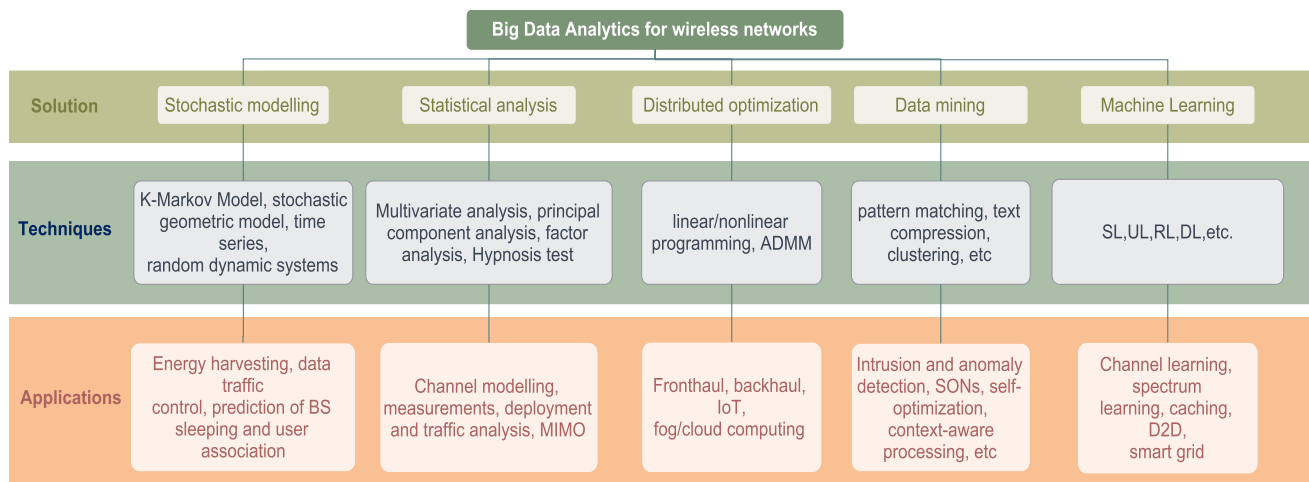 Big Data Analytics for wireless networks
Solution
Stochastic modelling
Statistical analysis
Distributed optimization
Data mining
Machine Learning
Techniques
K-Markov Model, stochastic
geometric model, time
series,
random dynamic systems
Multivariate analysis, principal
component analysis, factor
analysis, Hypnosis test
linear/nonlinear
programming, ADMM
pattern matching, text
compression,
clustering, etc
SL,UL,RL,DL,etc.
Applications
Energy harvesting, data
traffic
control, prediction of BS
sleeping and user
association
Channel modelling,
measurements, deployment
and traffic analysis, MIMO
Fronthaul, backhaul,
IoT,
fog/cloud computing
Intrusion and anomaly
detection, SONs, self-
optimization,
context-aware
processing, etc
Channel learning,
spectrum
learning, caching,
D2D,
smart grid